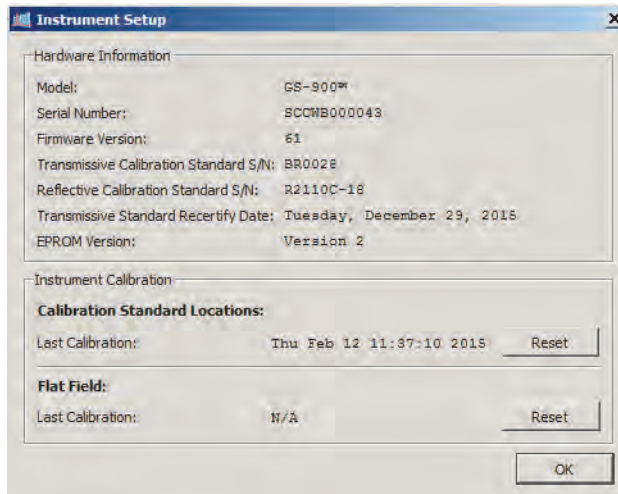 Instrument Setup
Hardware Information
Model: GS-900™
Serial Number: SCCWB000043
Firmware Version: 61
Transmissive Calibration Standard S/N: BR0028
Reflective Calibration Standard S/N: R2110C-18
Transmissive Standard Recertify Date: Tuesday, December 29, 2015
EPROM Version: Version 2
Instrument Calibration
Calibration Standard Locations:
Last Calibration: Thu Feb 12 11:37:10 2015 Reset
Flat Field:
Last Calibration: N/A Reset
OK